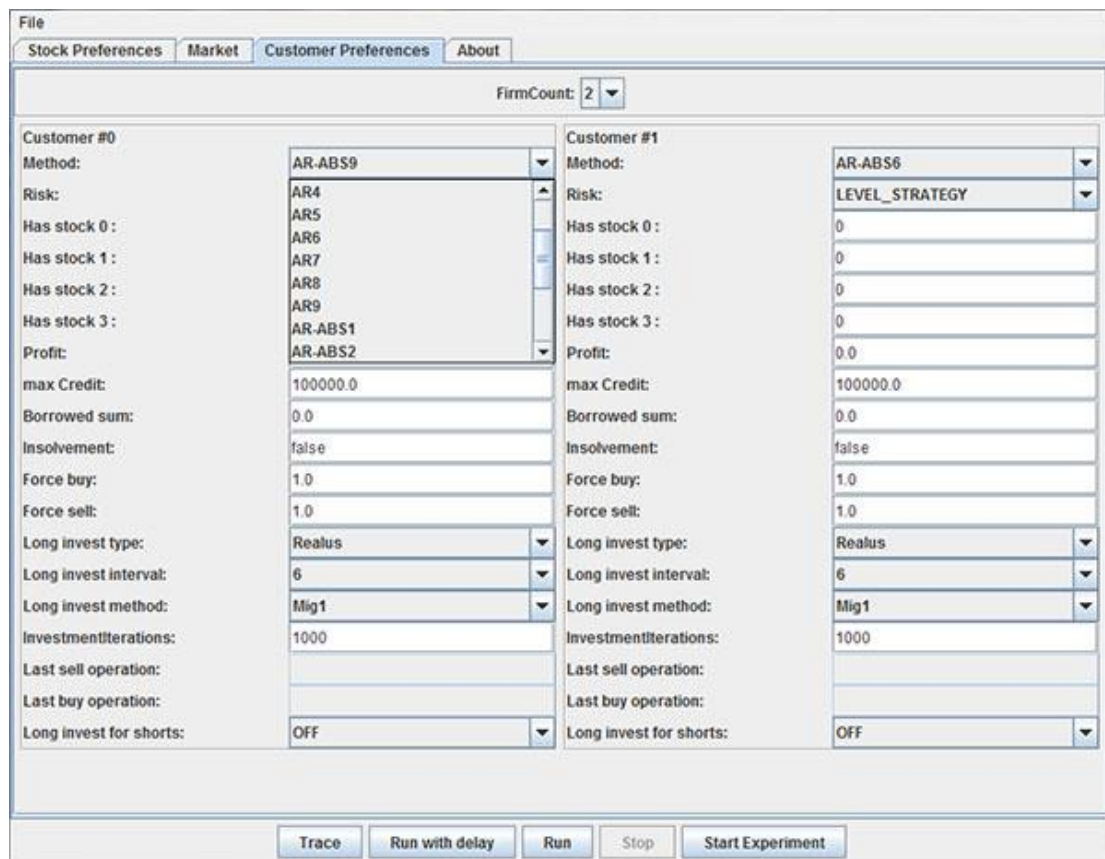 File
Stock Preferences Market Customer Preferences About
FirmCount: 2
Customer #0
Method: AR-ABS9
Risk:
AR4
AR5
AR6
AR7
AR8
AR9
AR-ABS1
AR-ABS2
Has stock 0 :
Has stock 1 :
Has stock 2 :
Has stock 3 :
Profit:
max Credit: 100000.0
Borrowed sum: 0.0
Insolvement: false
Force buy: 1.0
Force sell: 1.0
Long invest type: Realus
Long invest interval: 6
Long invest method: Mig1
InvestmentIterations: 1000
Last sell operation:
Last buy operation:
Long invest for shorts: OFF
Customer #1
Method: AR-ABS6
Risk: LEVEL_STRATEGY
Has stock 0 : 0
Has stock 1 : 0
Has stock 2 : 0
Has stock 3 : 0
Profit: 0.0
max Credit: 100000.0
Borrowed sum: 0.0
Insolvement: false
Force buy: 1.0
Force sell: 1.0
Long invest type: Realus
Long invest interval: 6
Long invest method: Mig1
InvestmentIterations: 1000
Last sell operation:
Last buy operation:
Long invest for shorts: OFF
Trace Run with delay Run Stop Start Experiment